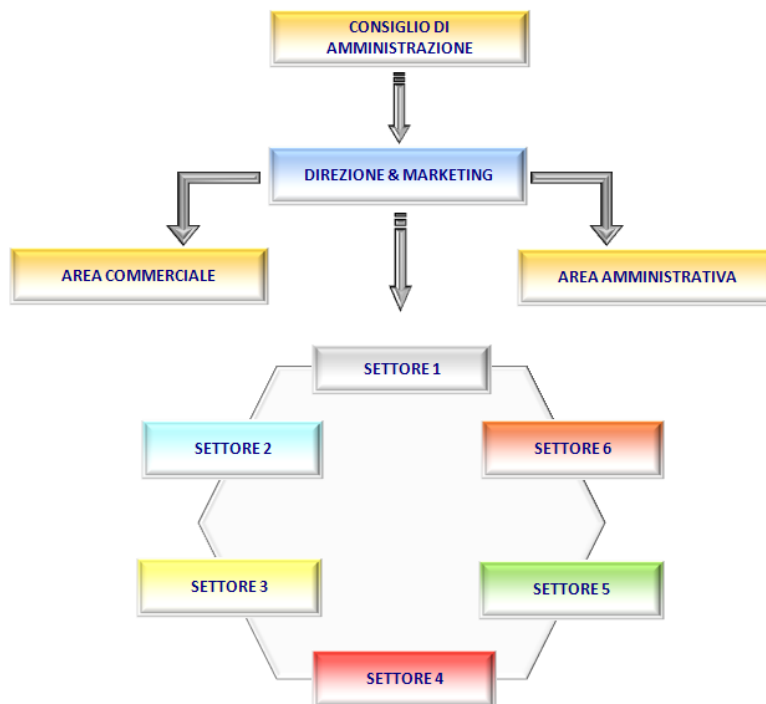 CONSIGLIO DI
AMMINISTRAZIONE
DIREZIONE & MARKETING
AREA COMMERCIALE
AREA AMMINISTRATIVA
SETTORE 1
SETTORE 2
SETTORE 6
SETTORE 3
SETTORE 5
SETTORE 4